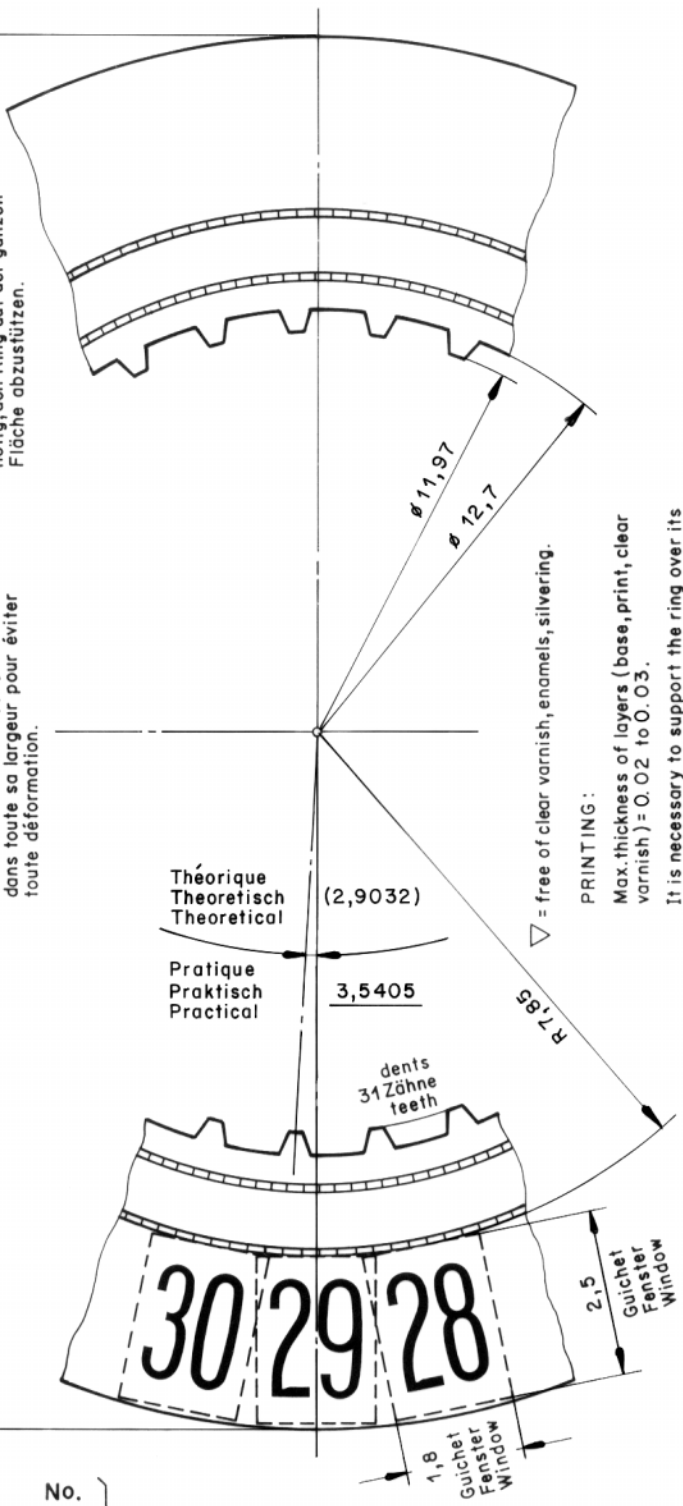 Fläche abzustützen.
dans toute sa largeur pour éviter
toute déformation.
ø 11,97
ø 12,7
▽ = free of clear varnish, enamels, silvering.
PRINTING:
Max. thickness of layers (base, print, clear
varnish) = 0.02 to 0.03.
It is necessary to support the ring over its
Théorique
Theoretisch (2,9032)
Theoretical
Pratique
Praktisch 3,5405
Practical
R 7,85
dents
31 Zähne
teeth
30 29 28
2,5
Guichet
Fenster
Window
1,8
Guichet
Fenster
Window
No.